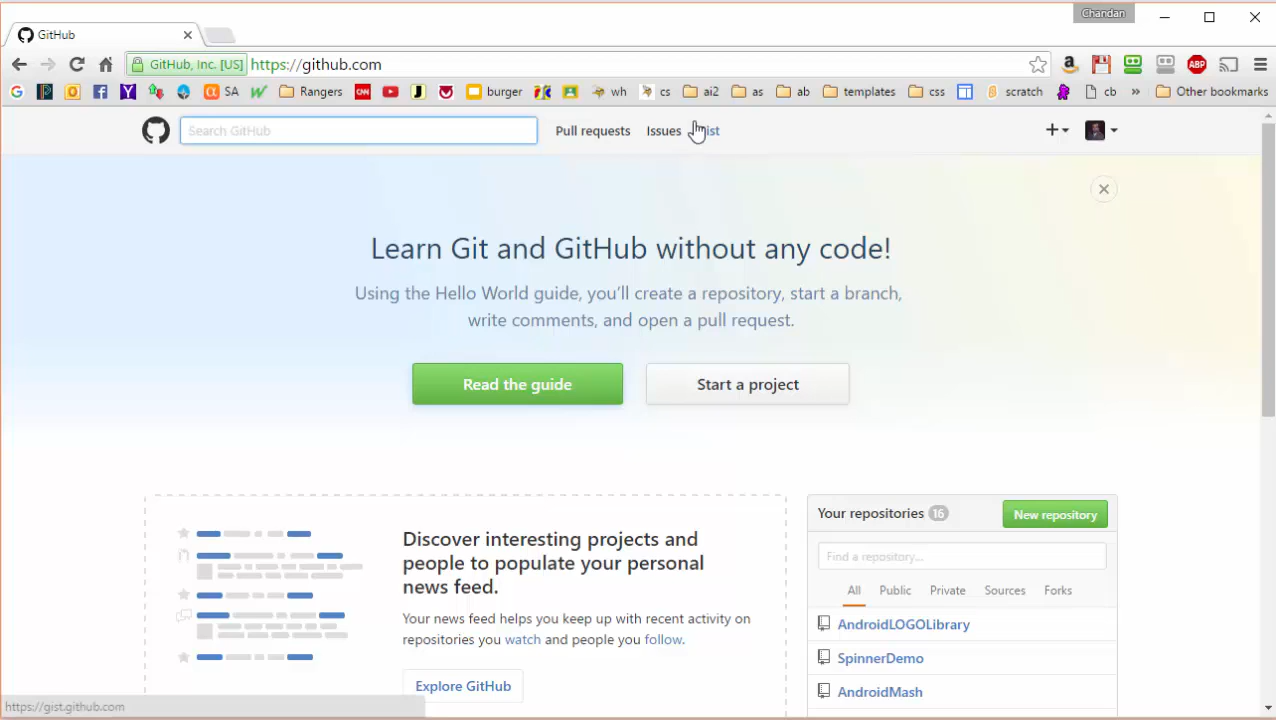 Chandan
GitHub
GitHub, Inc. [US] https://github.com
SA Rangers burger wh cs ai2 as ab templates css scratch cb » Other bookmarks
Search GitHub Pull requests Issues ist
Learn Git and GitHub without any code!
Using the Hello World guide, you'll create a repository, start a branch,
write comments, and open a pull request.
Read the guide Start a project
Your repositories 16 New repository
Discover interesting projects and
people to populate your personal
news feed.
Find a repository...
All Public Private Sources Forks
Your news feed helps you keep up with recent activity on
repositories you watch and people you follow.
AndroidLOGOLibrary
SpinnerDemo
Explore GitHub
AndroidMash
https://gist.github.com